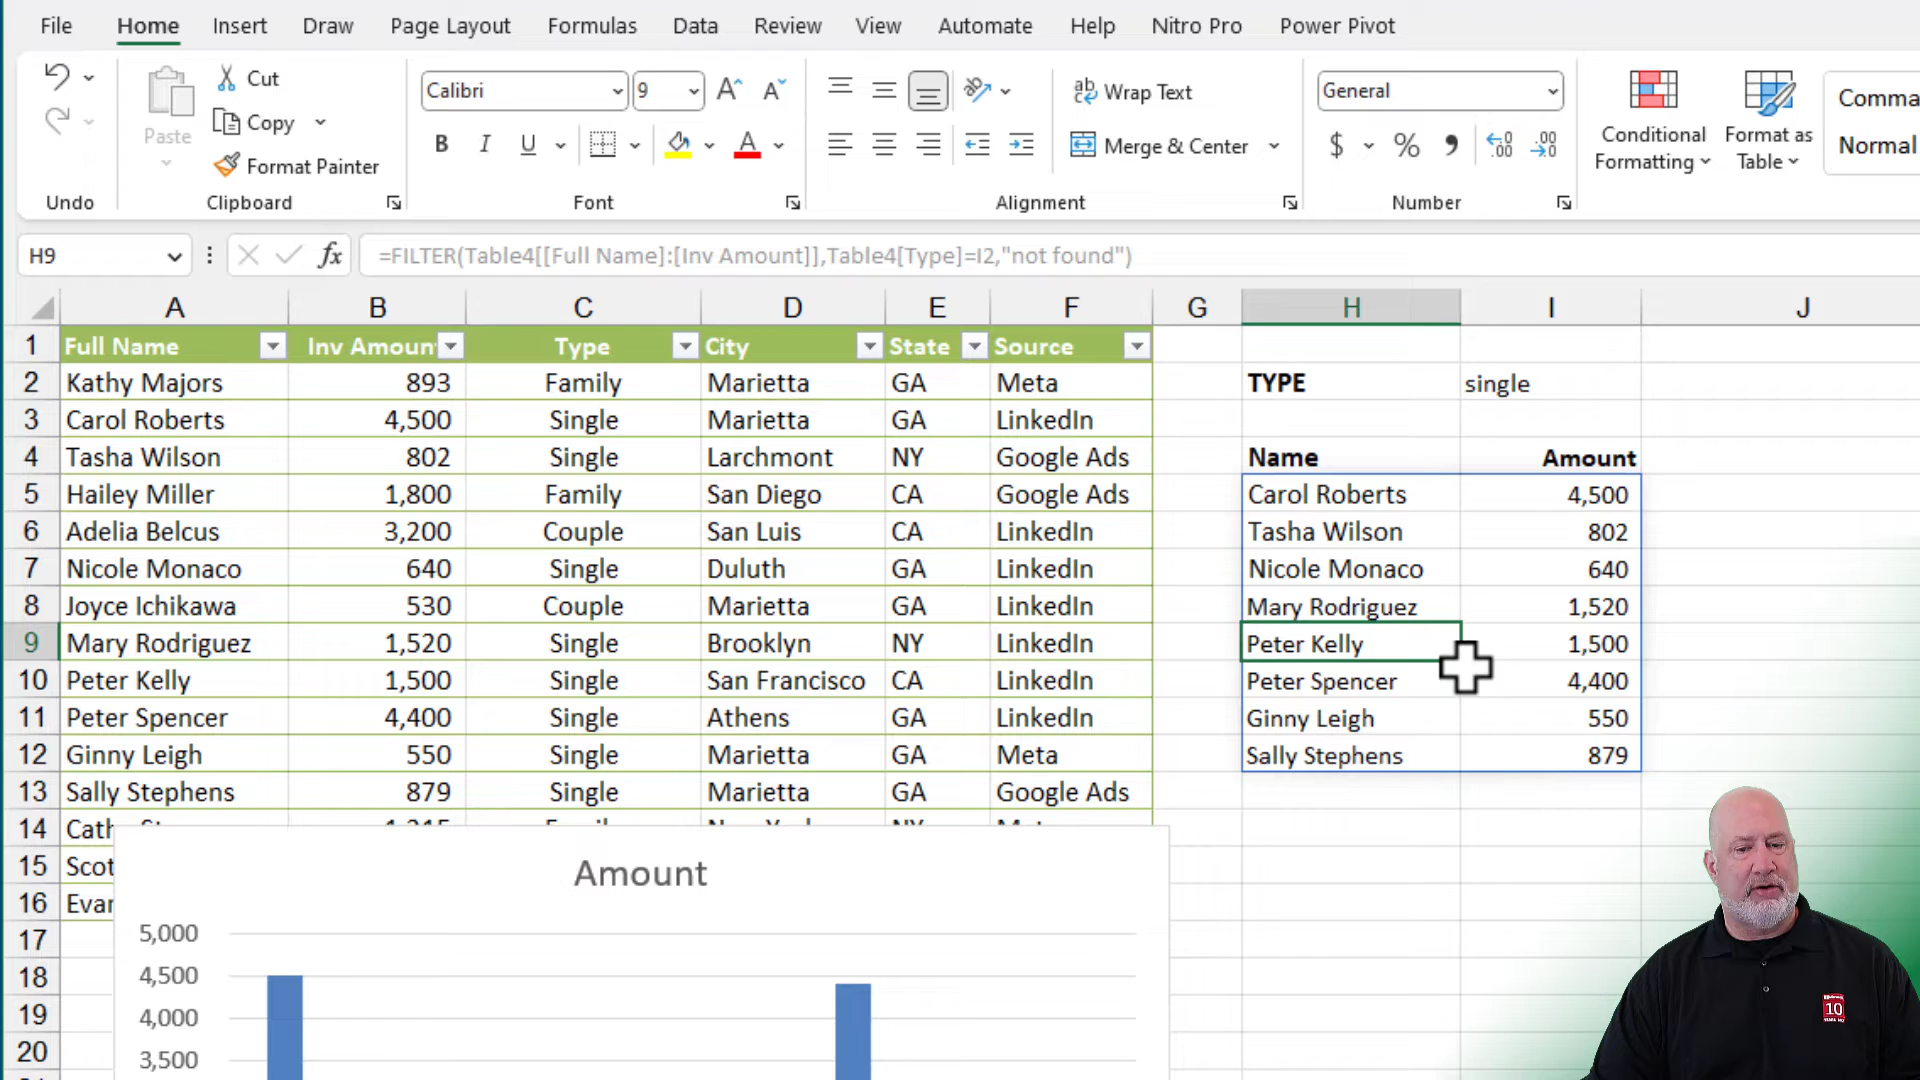 File Home Insert Draw Page Layout Formulas Data Review View Automate Help Nitro Pro Power Pivot
Cut
Calibri 9 A A
ab Wrap Text
General
Comma
Paste
Copy
B I U A
Merge & Center
$ % 9
Conditional Formatting
Format as Table
Normal
Format Painter
Undo Clipboard Font Alignment Number
H9 fx =FILTER(Table4[[Full Name]:[Inv Amount]],Table4[Type]=I2,"not found")
A B C D E F G H I J
1 Full Name Inv Amoun Type City State Source
2 Kathy Majors 893 Family Marietta GA Meta TYPE single
3 Carol Roberts 4,500 Single Marietta GA LinkedIn
4 Tasha Wilson 802 Single Larchmont NY Google Ads Name Amount
5 Hailey Miller 1,800 Family San Diego CA Google Ads Carol Roberts 4,500
6 Adelia Belcus 3,200 Couple San Luis CA LinkedIn Tasha Wilson 802
7 Nicole Monaco 640 Single Duluth GA LinkedIn Nicole Monaco 640
8 Joyce Ichikawa 530 Couple Marietta GA LinkedIn Mary Rodriguez 1,520
9 Mary Rodriguez 1,520 Single Brooklyn NY LinkedIn Peter Kelly 1,500
10 Peter Kelly 1,500 Single San Francisco CA LinkedIn Peter Spencer 4,400
11 Peter Spencer 4,400 Single Athens GA LinkedIn Ginny Leigh 550
12 Ginny Leigh 550 Single Marietta GA Meta Sally Stephens 879
13 Sally Stephens 879 Single Marietta GA Google Ads
14 Cath
15 Scot
16 Evan
17
18
19
20
Amount
5,000
4,500
4,000
3,500
10